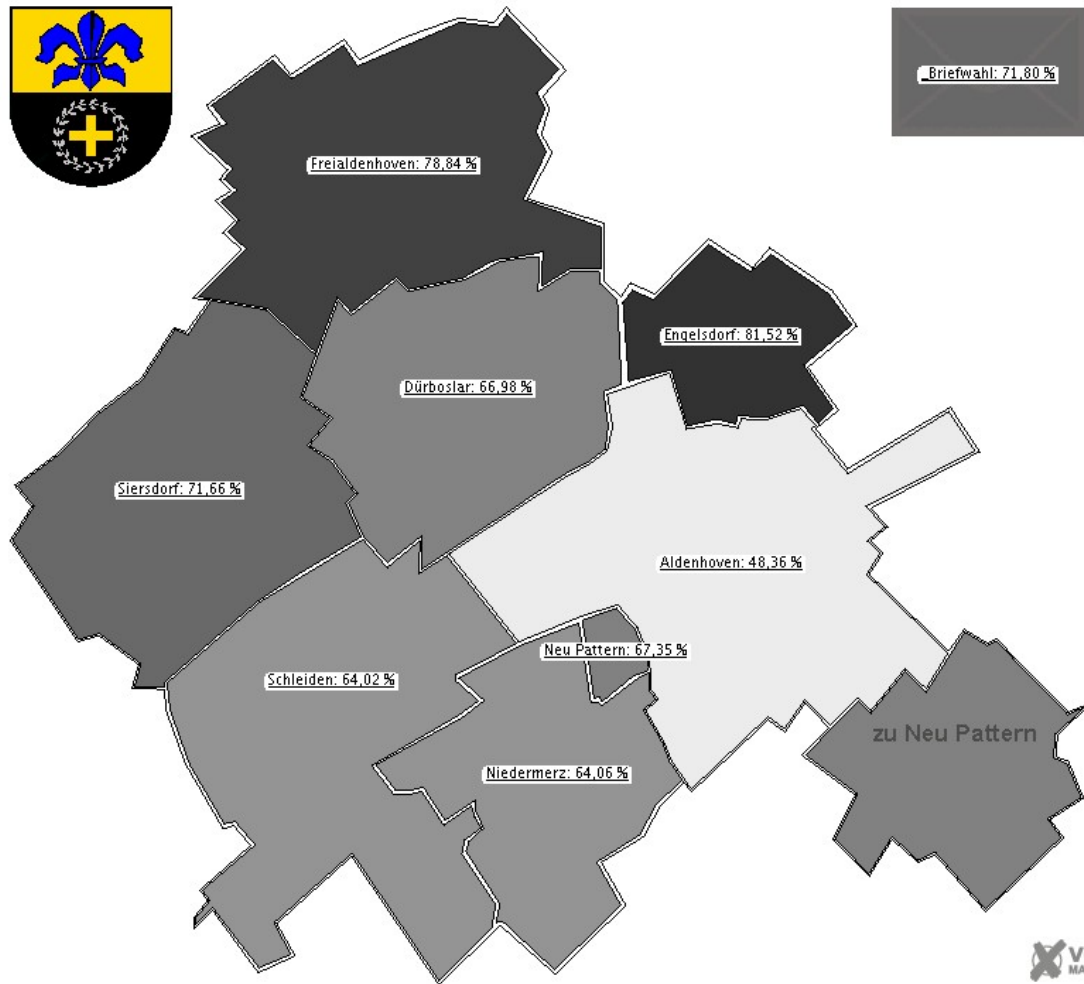 _Briefwahl: 71,80 %
Freialdenhoven: 78,84 %
Engelsdorf: 81,52 %
Dürboslar: 66,98 %
Siersdorf: 71,66 %
Aldenhoven: 48,36 %
Neu Pattern: 67,35 %
Schleiden: 64,02 %
zu Neu Pattern
Niedermerz: 64,06 %